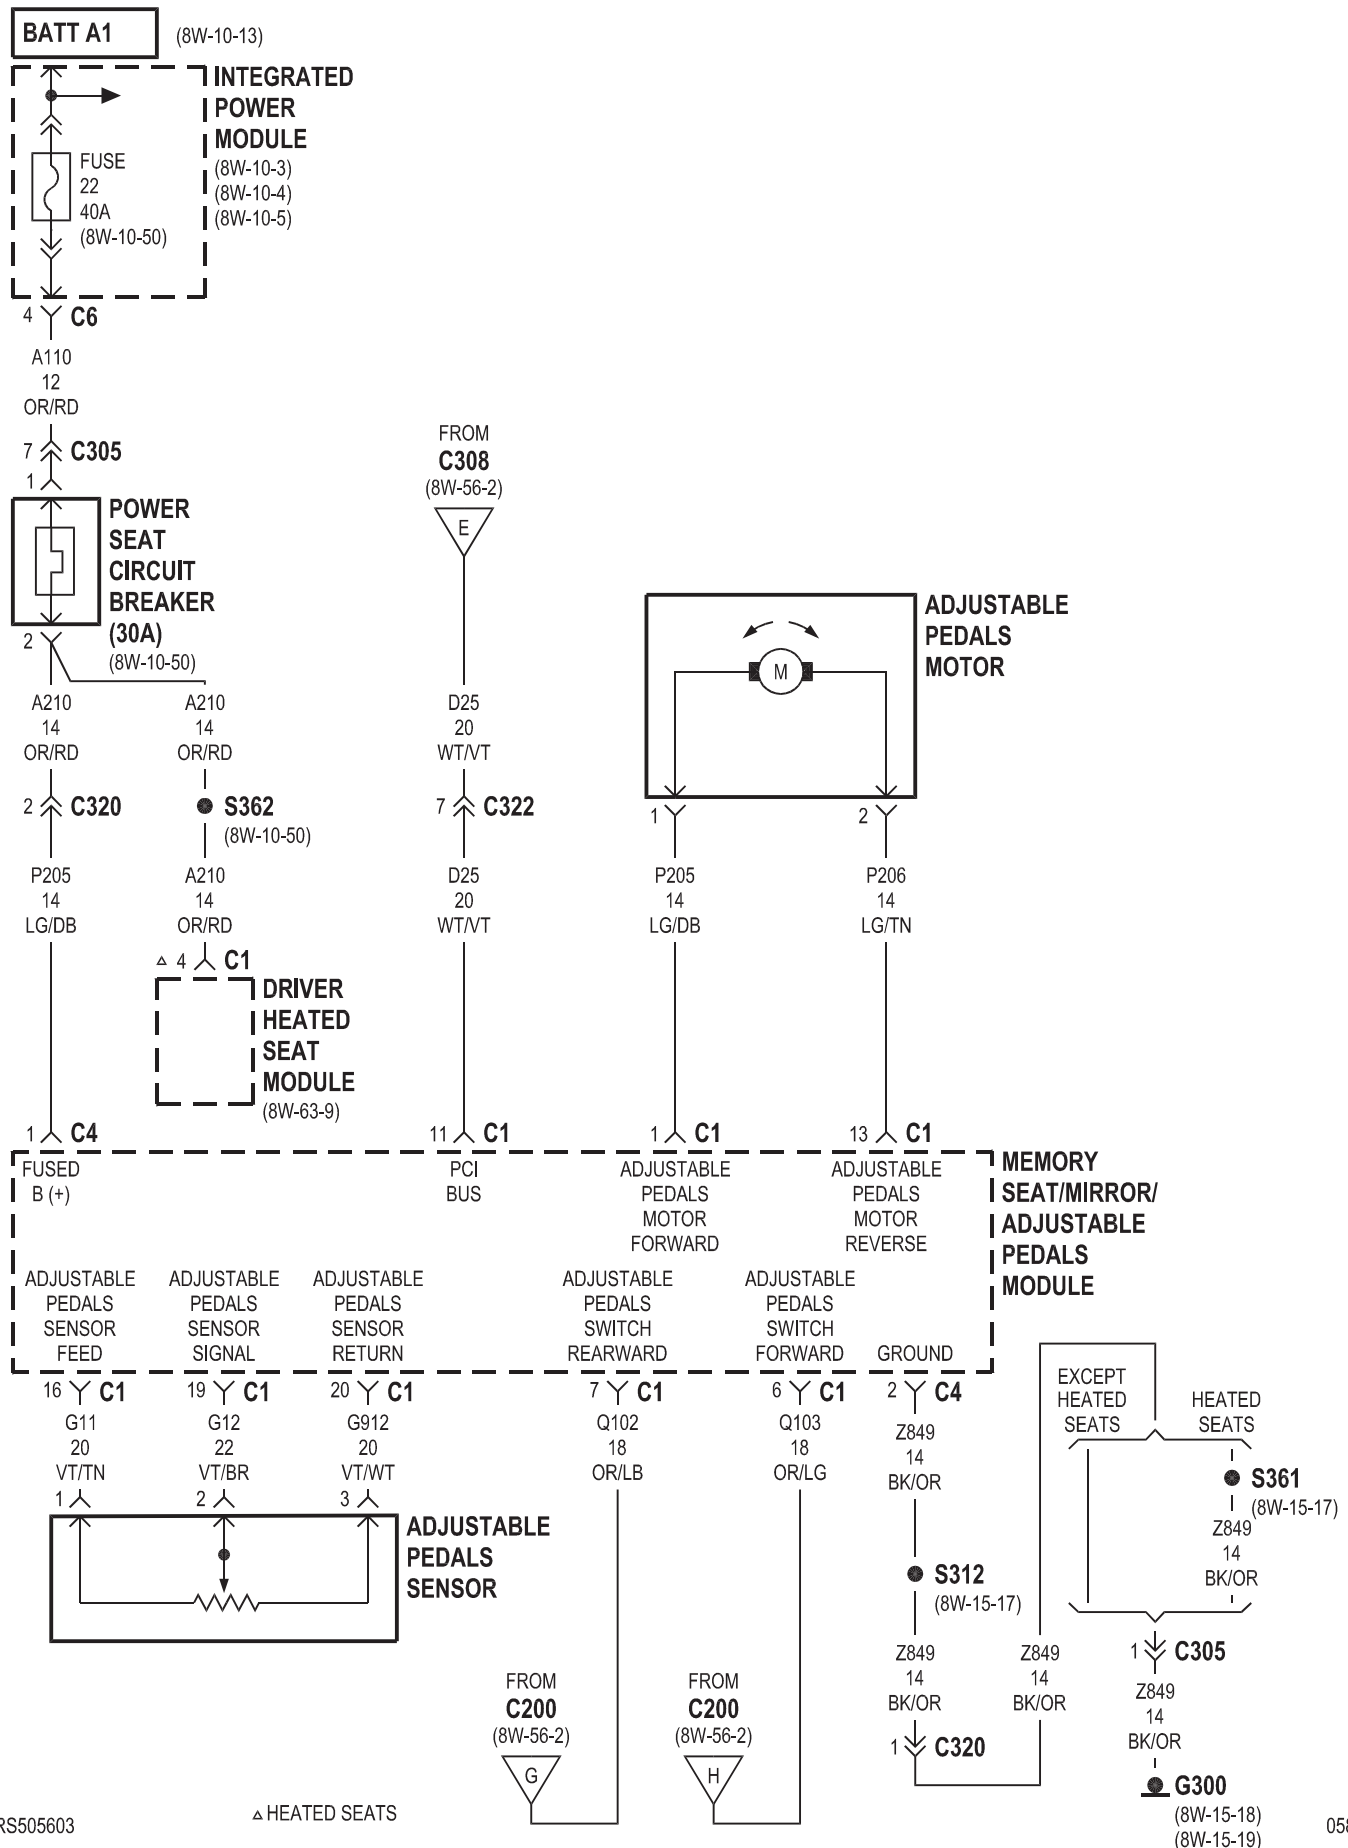 BATT A1
(8W-10-13)
INTEGRATED
POWER
MODULE
(8W-10-3)
(8W-10-4)
(8W-10-5)
FUSE
22
40A
(8W-10-50)
4 C6
A110
12
OR/RD
7 C305
1
POWER
SEAT
CIRCUIT
BREAKER
(30A)
(8W-10-50)
2
A210
14
OR/RD
2 C320
P205
14
LG/DB
1 C4
A210
14
OR/RD
S362
(8W-10-50)
A210
14
OR/RD
△ 4 C1
DRIVER
HEATED
SEAT
MODULE
(8W-63-9)
FROM
C308
(8W-56-2)
E
D25
20
WT/VT
7 C322
D25
20
WT/VT
11 C1
ADJUSTABLE
PEDALS
MOTOR
M
1
P205
14
LG/DB
1 C1
2
P206
14
LG/TN
13 C1
MEMORY
SEAT/MIRROR/
ADJUSTABLE
PEDALS
MODULE
FUSED
B (+)
PCI
BUS
ADJUSTABLE
PEDALS
MOTOR
FORWARD
ADJUSTABLE
PEDALS
MOTOR
REVERSE
ADJUSTABLE
PEDALS
SENSOR
FEED
ADJUSTABLE
PEDALS
SENSOR
SIGNAL
ADJUSTABLE
PEDALS
SENSOR
RETURN
ADJUSTABLE
PEDALS
SWITCH
REARWARD
ADJUSTABLE
PEDALS
SWITCH
FORWARD
GROUND
16 C1
G11
20
VT/TN
1
19 C1
G12
22
VT/BR
2
20 C1
G912
20
VT/WT
3
ADJUSTABLE
PEDALS
SENSOR
7 C1
Q102
18
OR/LB
FROM
C200
(8W-56-2)
G
6 C1
Q103
18
OR/LG
FROM
C200
(8W-56-2)
H
2 C4
Z849
14
BK/OR
S312
(8W-15-17)
Z849
14
BK/OR
1 C320
Z849
14
BK/OR
EXCEPT
HEATED
SEATS
HEATED
SEATS
S361
(8W-15-17)
Z849
14
BK/OR
1 C305
Z849
14
BK/OR
G300
(8W-15-18)
(8W-15-19)
△ HEATED SEATS
RS505603
058